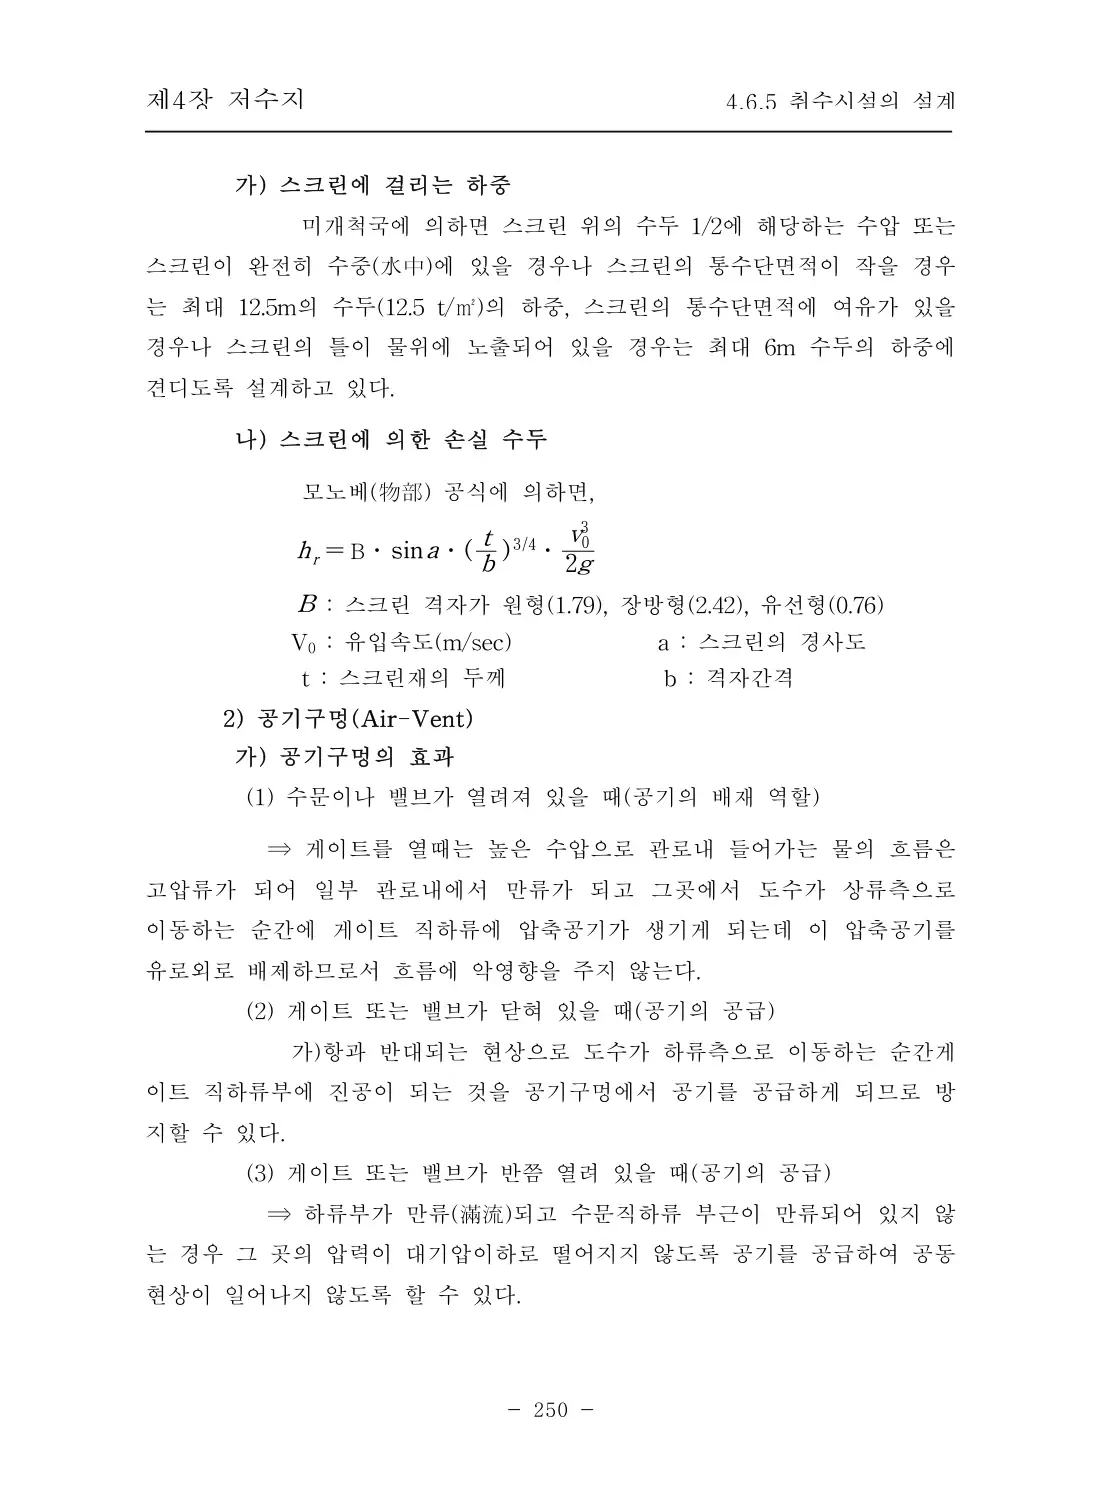 제4장 저수지
4.6.5 취수시설의 설계
가) 스크린에 걸리는 하중
미개척국에 의하면 스크린 위의 수두 1/2에 해당하는 수압 또는
스크린이 완전히 수중(水中)에 있을 경우나 스크린의 통수단면적이 작을 경우
는 최대 12.5m의 수두(12.5 t/㎡)의 하중, 스크린의 통수단면적에 여유가 있을
경우나 스크린의 틀이 물위에 노출되어 있을 경우는 최대 6m 수두의 하중에
견디도록 설계하고 있다.
나) 스크린에 의한 손실 수두
모노베(物部) 공식에 의하면,
h_r = B · sin a · (t/b)^{3/4} · v_0^3/2g
B : 스크린 격자가 원형(1.79), 장방형(2.42), 유선형(0.76)
V₀ : 유입속도(m/sec) a : 스크린의 경사도
t : 스크린재의 두께 b : 격자간격
2) 공기구멍(Air-Vent)
가) 공기구멍의 효과
(1) 수문이나 밸브가 열려져 있을 때(공기의 배재 역할)
⇒ 게이트를 열때는 높은 수압으로 관로내 들어가는 물의 흐름은
고압류가 되어 일부 관로내에서 만류가 되고 그곳에서 도수가 상류측으로
이동하는 순간에 게이트 직하류에 압축공기가 생기게 되는데 이 압축공기를
유로외로 배제하므로서 흐름에 악영향을 주지 않는다.
(2) 게이트 또는 밸브가 닫혀 있을 때(공기의 공급)
가)항과 반대되는 현상으로 도수가 하류측으로 이동하는 순간게
이트 직하류부에 진공이 되는 것을 공기구멍에서 공기를 공급하게 되므로 방
지할 수 있다.
(3) 게이트 또는 밸브가 반쯤 열려 있을 때(공기의 공급)
⇒ 하류부가 만류(滿流)되고 수문직하류 부근이 만류되어 있지 않
는 경우 그 곳의 압력이 대기압이하로 떨어지지 않도록 공기를 공급하여 공동
현상이 일어나지 않도록 할 수 있다.
- 250 -